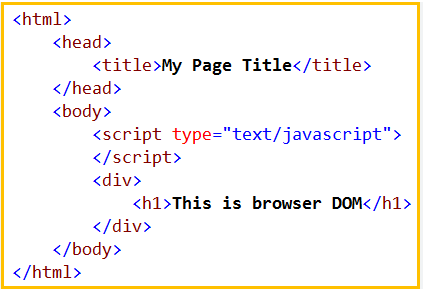 <html>
    <head>
        <title>My Page Title</title>
    </head>
    <body>
        <script type="text/javascript">
        </script>
        <div>
            <h1>This is browser DOM</h1>
        </div>
    </body>
</html>